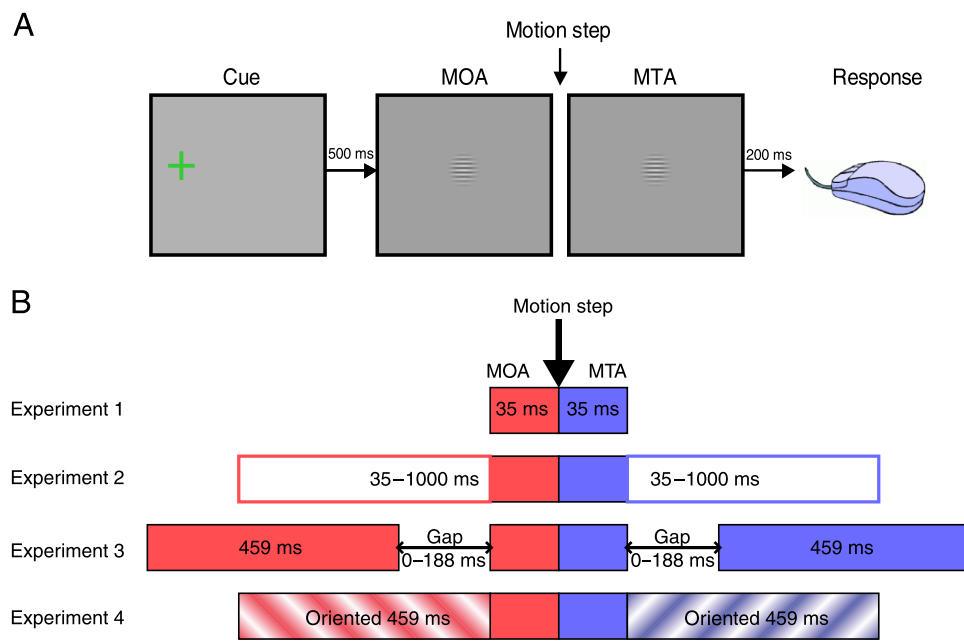 A
Motion step
Cue
MOA
MTA
Response
500 ms
200 ms
B
Motion step
MOA
MTA
Experiment 1
35 ms
35 ms
Experiment 2
35–1000 ms
35–1000 ms
Experiment 3
459 ms
Gap
0–188 ms
Gap
0–188 ms
459 ms
Experiment 4
Oriented 459 ms
Oriented 459 ms